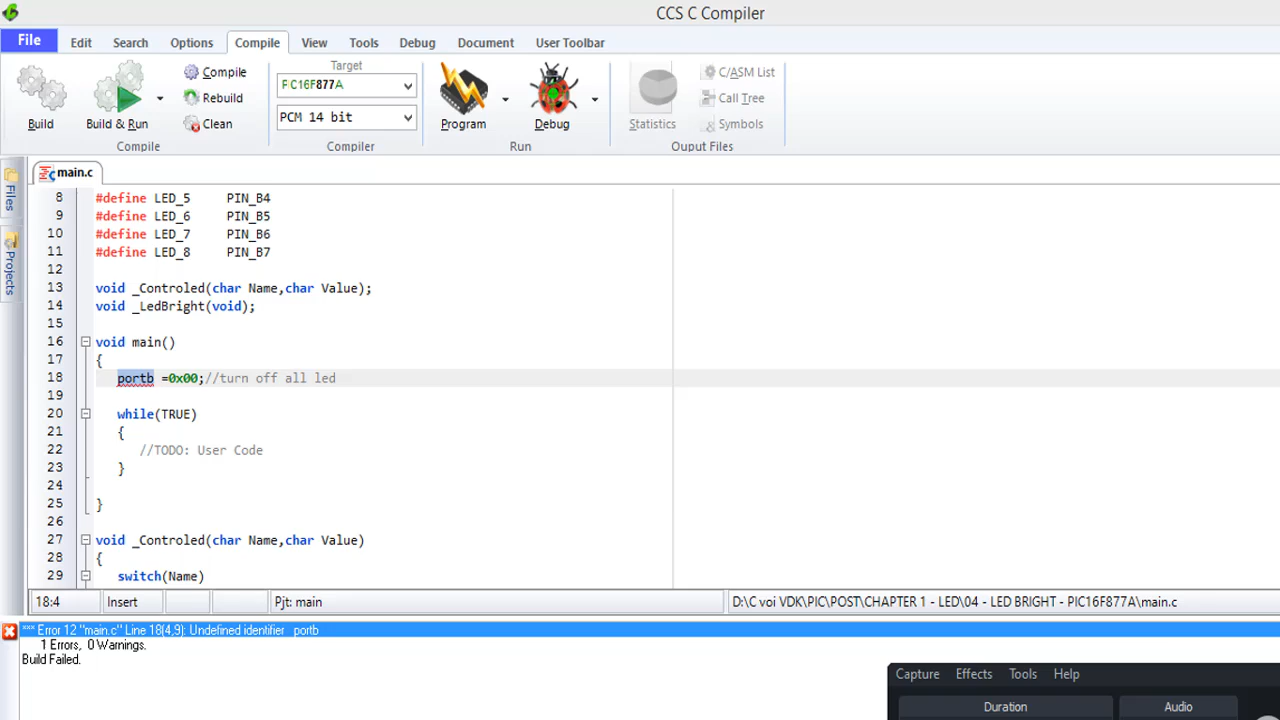 CCS C Compiler
File Edit Search Options Compile View Tools Debug Document User Toolbar
Build
Build & Run
Compile
Rebuild
Clean
Compile
Target
PIC16F877A
PCM 14 bit
Compiler
Program
Debug
Run
Statistics
C/ASM List
Call Tree
Symbols
Ouput Files
Files
Projects
main.c
8 #define LED_5 PIN_B4
9 #define LED_6 PIN_B5
10 #define LED_7 PIN_B6
11 #define LED_8 PIN_B7
12
13 void _Controled(char Name,char Value);
14 void _LedBright(void);
15
16 void main()
17 {
18 portb =0x00;//turn off all led
19
20 while(TRUE)
21 {
22 //TODO: User Code
23 }
24
25 }
26
27 void _Controled(char Name,char Value)
28 {
29 switch(Name)
18:4 Insert Pjt: main D:\C voi VDK\PIC\POST\CHAPTER 1 - LED\04 - LED BRIGHT - PIC16F877A\main.c
*** Error 12 "main.c" Line 18(4,9): Undefined identifier portb
1 Errors, 0 Warnings.
Build Failed.
Capture Effects Tools Help
Duration Audio